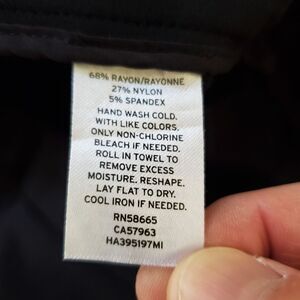 68% RAYON/RAYONNE
27% NYLON
5% SPANDEX
HAND WASH COLD.
WITH LIKE COLORS.
ONLY NON-CHLORINE
BLEACH IF NEEDED.
ROLL IN TOWEL TO
REMOVE EXCESS
MOISTURE. RESHAPE.
LAY FLAT TO DRY.
COOL IRON IF NEEDED.
RN58665
CA57963
HA395197MI